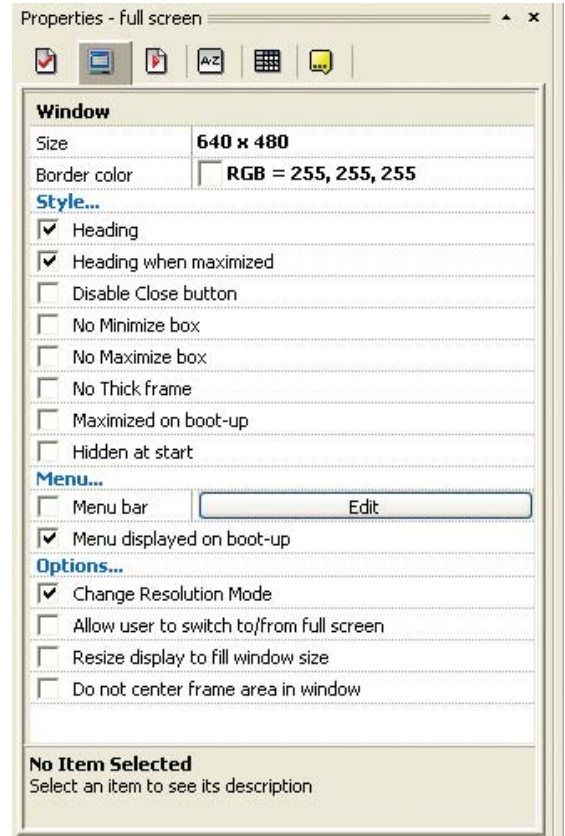 Properties - full screen
A-Z
Window
Size 640 x 480
Border color RGB = 255, 255, 255
Style...
Heading
Heading when maximized
Disable Close button
No Minimize box
No Maximize box
No Thick frame
Maximized on boot-up
Hidden at start
Menu...
Menu bar Edit
Menu displayed on boot-up
Options...
Change Resolution Mode
Allow user to switch to/from full screen
Resize display to fill window size
Do not center frame area in window
No Item Selected
Select an item to see its description